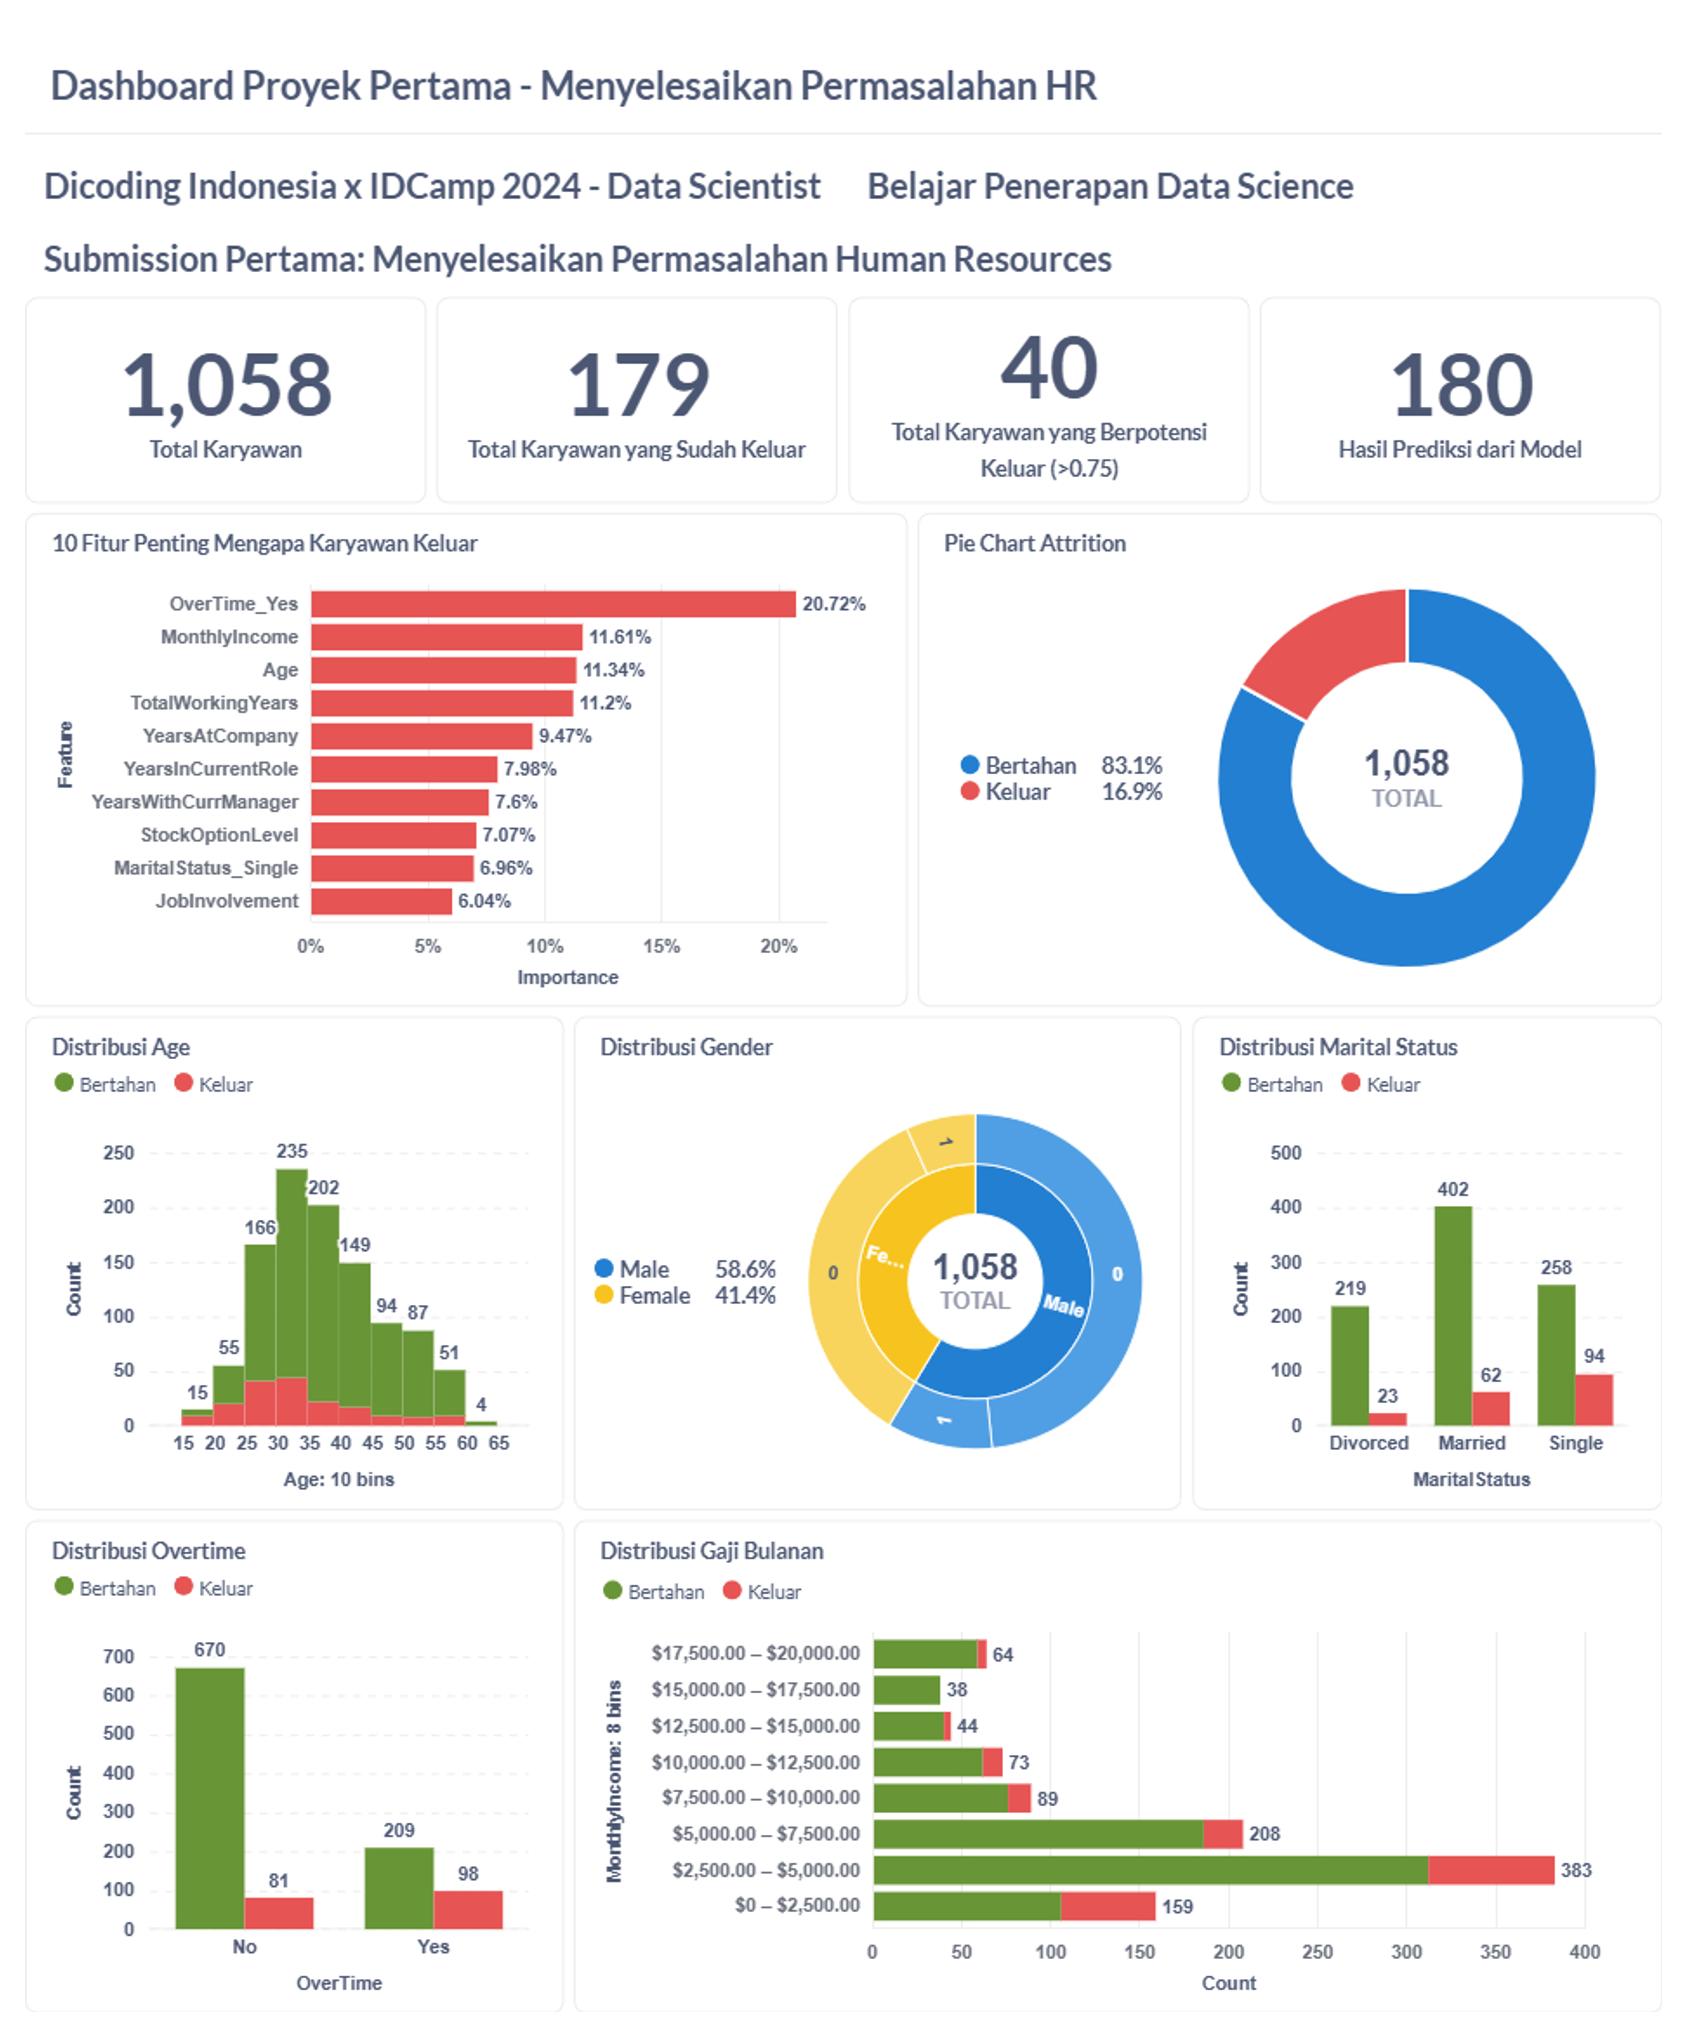 Dashboard Proyek Pertama - Menyelesaikan Permasalahan HR
Dicoding Indonesia x IDCamp 2024 - Data Scientist
Belajar Penerapan Data Science
Submission Pertama: Menyelesaikan Permasalahan Human Resources
1,058
Total Karyawan
179
Total Karyawan yang Sudah Keluar
40
Total Karyawan yang Berpotensi
Keluar (>0.75)
180
Hasil Prediksi dari Model
10 Fitur Penting Mengapa Karyawan Keluar
Feature
OverTime_Yes 20.72%
MonthlyIncome 11.61%
Age 11.34%
TotalWorkingYears 11.2%
YearsAtCompany 9.47%
YearsInCurrentRole 7.98%
YearsWithCurrManager 7.6%
StockOptionLevel 7.07%
MaritalStatus_Single 6.96%
JobInvolvement 6.04%
0% 5% 10% 15% 20%
Importance
Pie Chart Attrition
Bertahan 83.1%
Keluar 16.9%
1,058
TOTAL
Distribusi Age
Bertahan Keluar
Count
250
200
150
100
50
0
15 55 166 235 202 149 94 87 51 4
15 20 25 30 35 40 45 50 55 60 65
Age: 10 bins
Distribusi Gender
Male 58.6%
Female 41.4%
1,058
TOTAL
Fe...
Male
0
1
0
1
Distribusi Marital Status
Bertahan Keluar
Count
500
400
300
200
100
0
219 23 402 62 258 94
Divorced Married Single
MaritalStatus
Distribusi Overtime
Bertahan Keluar
Count
700
600
500
400
300
200
100
0
670 81 209 98
No Yes
OverTime
Distribusi Gaji Bulanan
Bertahan Keluar
MonthlyIncome: 8 bins
$17,500.00 – $20,000.00 64
$15,000.00 – $17,500.00 38
$12,500.00 – $15,000.00 44
$10,000.00 – $12,500.00 73
$7,500.00 – $10,000.00 89
$5,000.00 – $7,500.00 208
$2,500.00 – $5,000.00 383
$0 – $2,500.00 159
0 50 100 150 200 250 300 350 400
Count